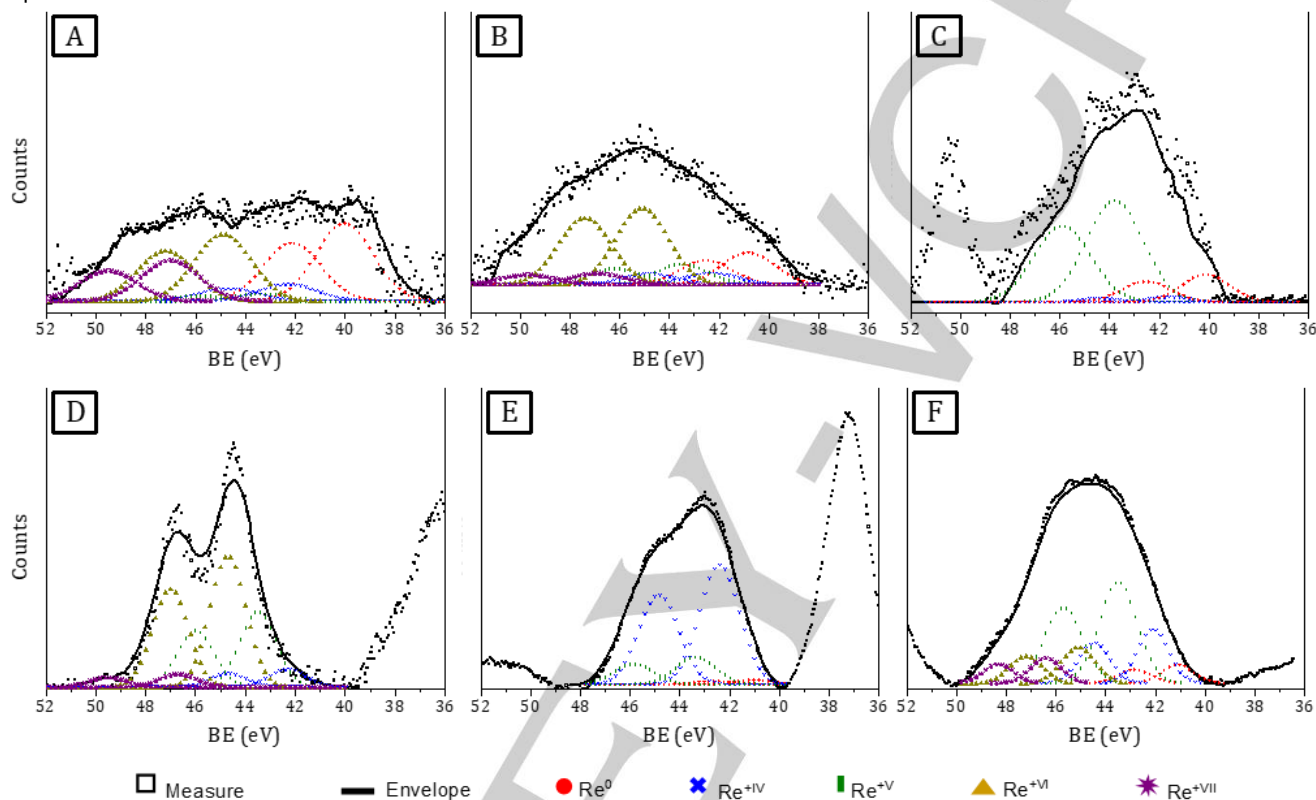 A B C
Counts
52 50 48 46 44 42 40 38 36 52 50 48 46 44 42 40 38 36 52 50 48 46 44 42 40 38 36
BE (eV) BE (eV) BE (eV)
D E F
Counts
52 50 48 46 44 42 40 38 36 52 50 48 46 44 42 40 38 36 52 50 48 46 44 42 40 38 36
BE (eV) BE (eV) BE (eV)
Measure Envelope Re⁰ Re⁺ᴵⱽ Re⁺ⱽ Re⁺ⱽᴵ Re⁺ⱽᴵᴵ